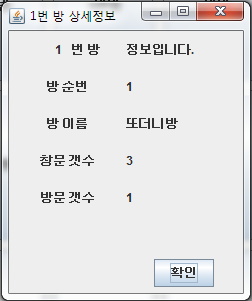 1번 방 상세정보
1 번 방 정보입니다.
방 순번 1
방 이름 또더니방
창문 갯수 3
방문 갯수 1
확인